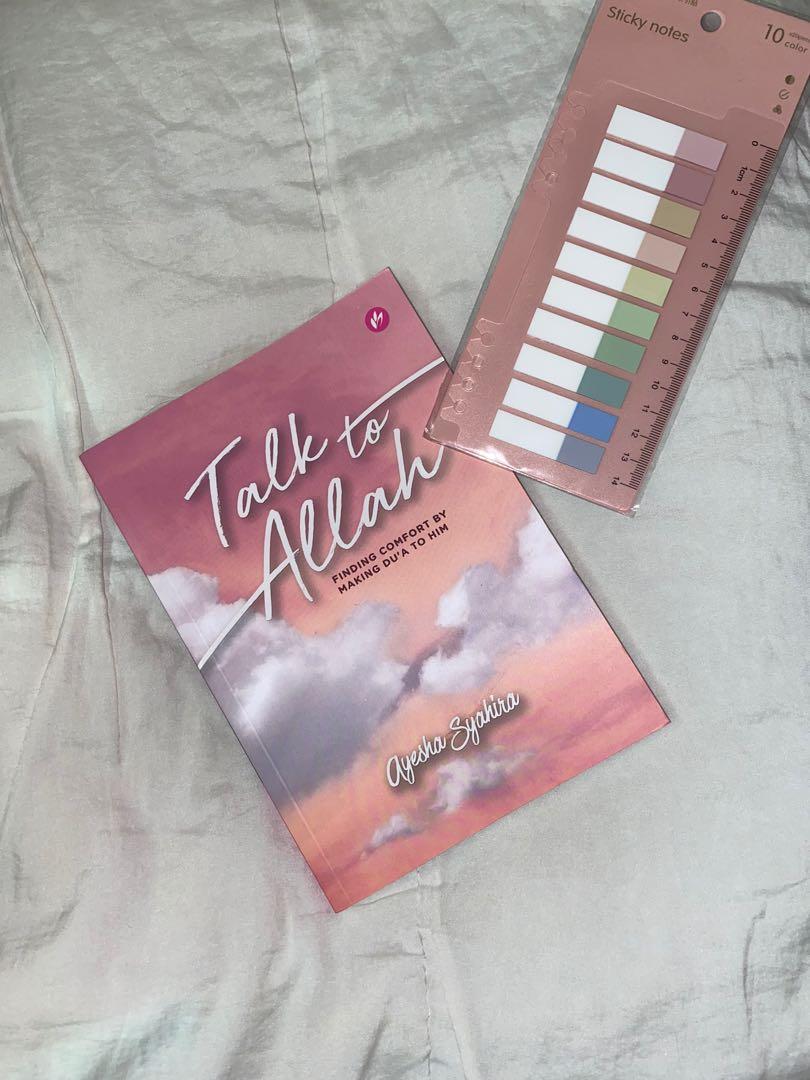 Sticky notes
10
color
0
1cm
2
3
4
5
6
7
8
9
10
11
12
13
14
Talk to
Allah
FINDING COMFORT BY
MAKING DU'A TO HIM
Ayesha Syahira